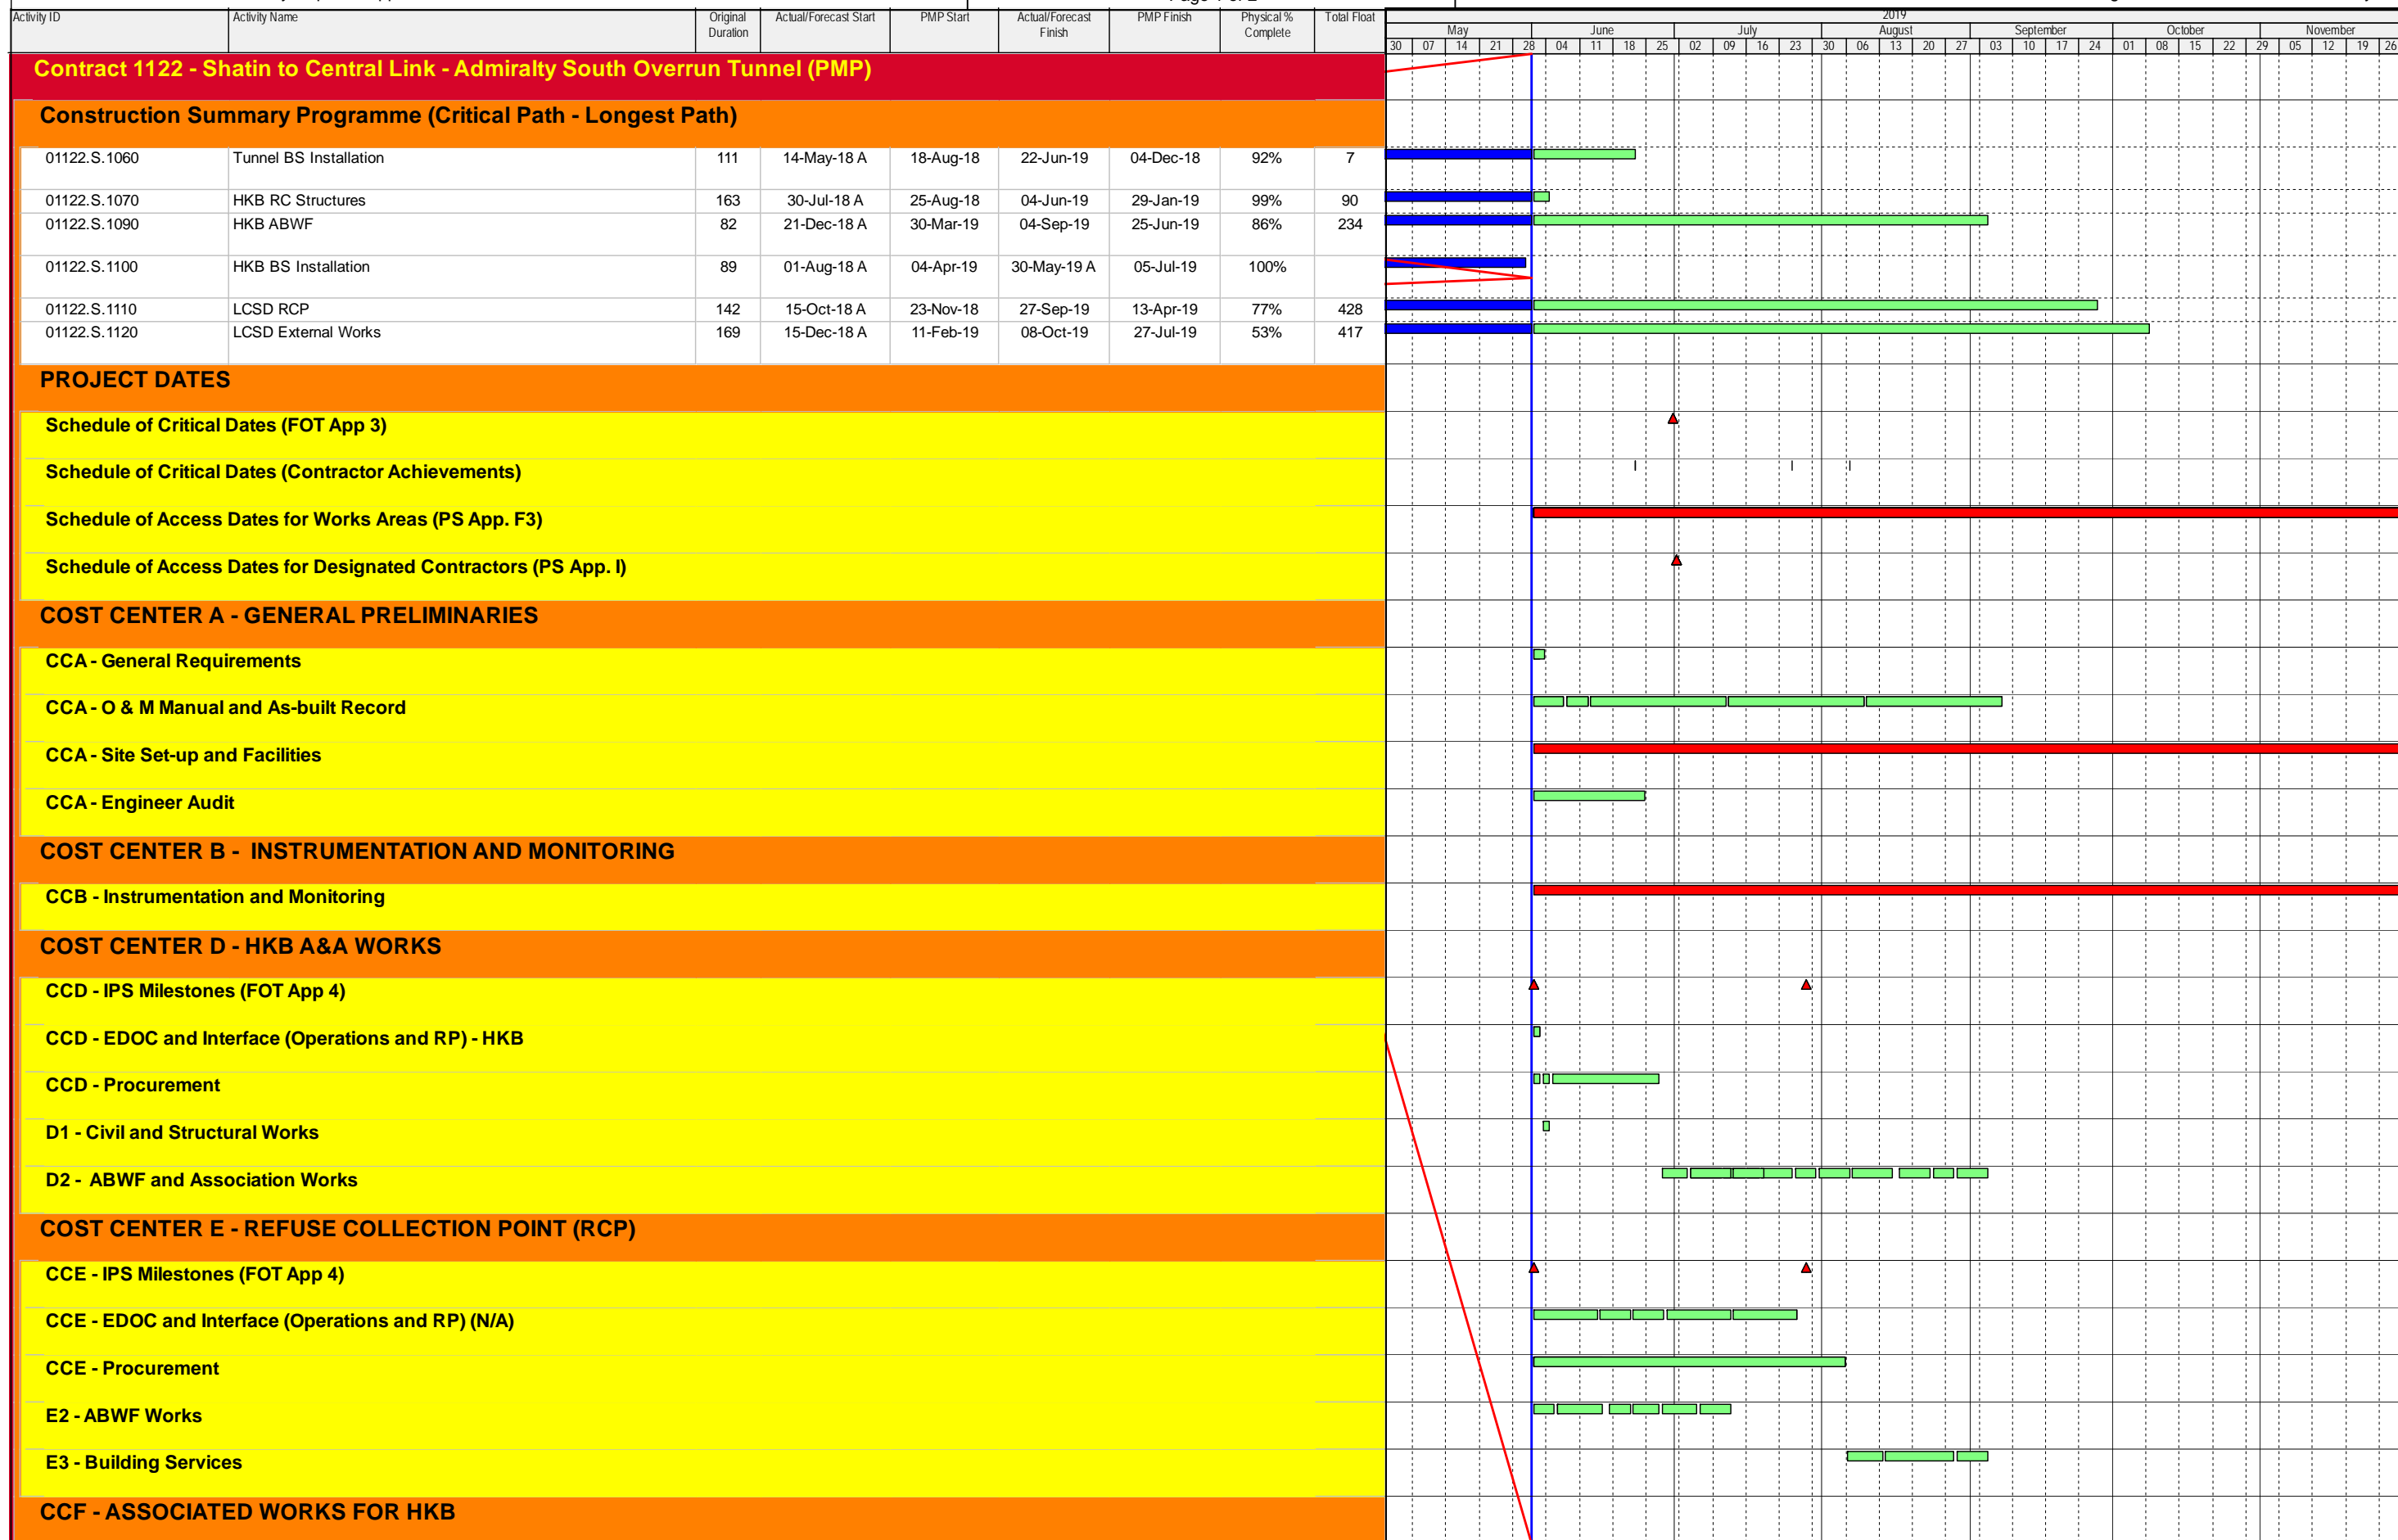 Activity ID Activity Name Original Duration Actual/Forecast Start PMP Start Actual/Forecast Finish PMP Finish Physical % Complete Total Float
2019
May June July August September October November
30 07 14 21 28 04 11 18 25 02 09 16 23 30 06 13 20 27 03 10 17 24 01 08 15 22 29 05 12 19 26
Contract 1122 - Shatin to Central Link - Admiralty South Overrun Tunnel (PMP)
Construction Summary Programme (Critical Path - Longest Path)
01122.S.1060 Tunnel BS Installation 111 14-May-18 A 18-Aug-18 22-Jun-19 04-Dec-18 92% 7
01122.S.1070 HKB RC Structures 163 30-Jul-18 A 25-Aug-18 04-Jun-19 29-Jan-19 99% 90
01122.S.1090 HKB ABWF 82 21-Dec-18 A 30-Mar-19 04-Sep-19 25-Jun-19 86% 234
01122.S.1100 HKB BS Installation 89 01-Aug-18 A 04-Apr-19 30-May-19 A 05-Jul-19 100%
01122.S.1110 LCSD RCP 142 15-Oct-18 A 23-Nov-18 27-Sep-19 13-Apr-19 77% 428
01122.S.1120 LCSD External Works 169 15-Dec-18 A 11-Feb-19 08-Oct-19 27-Jul-19 53% 417
PROJECT DATES
Schedule of Critical Dates (FOT App 3)
Schedule of Critical Dates (Contractor Achievements)
Schedule of Access Dates for Works Areas (PS App. F3)
Schedule of Access Dates for Designated Contractors (PS App. I)
COST CENTER A - GENERAL PRELIMINARIES
CCA - General Requirements
CCA - O & M Manual and As-built Record
CCA - Site Set-up and Facilities
CCA - Engineer Audit
COST CENTER B - INSTRUMENTATION AND MONITORING
CCB - Instrumentation and Monitoring
COST CENTER D - HKB A&A WORKS
CCD - IPS Milestones (FOT App 4)
CCD - EDOC and Interface (Operations and RP) - HKB
CCD - Procurement
D1 - Civil and Structural Works
D2 - ABWF and Association Works
COST CENTER E - REFUSE COLLECTION POINT (RCP)
CCE - IPS Milestones (FOT App 4)
CCE - EDOC and Interface (Operations and RP) (N/A)
CCE - Procurement
E2 - ABWF Works
E3 - Building Services
CCF - ASSOCIATED WORKS FOR HKB